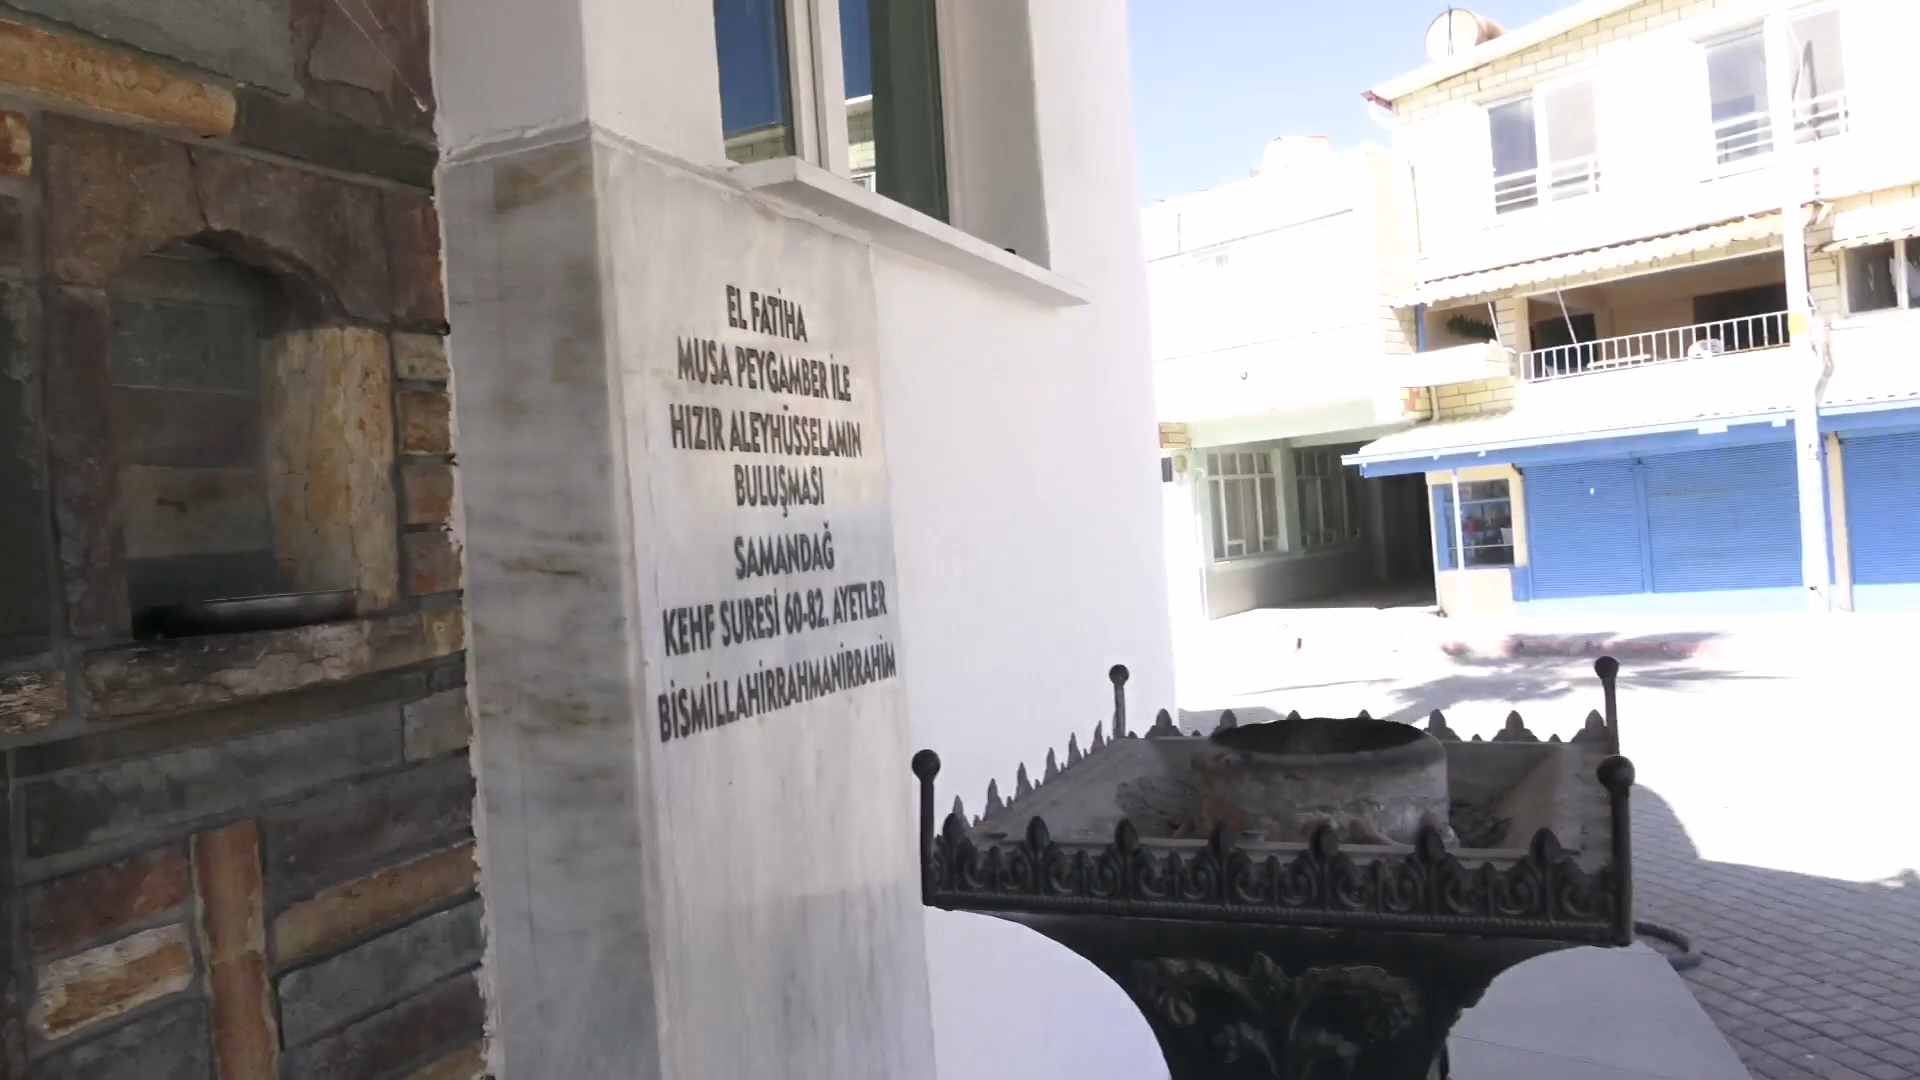 EL FATİHA
MUSA PEYGAMBER İLE
HIZIR ALEYHÜSSELAMIN
BULUŞMASI
SAMANDAĞ
KEHF SURESİ 60-82. AYETLER
BİSMİLLAHİRRAHMANİRRAHİM